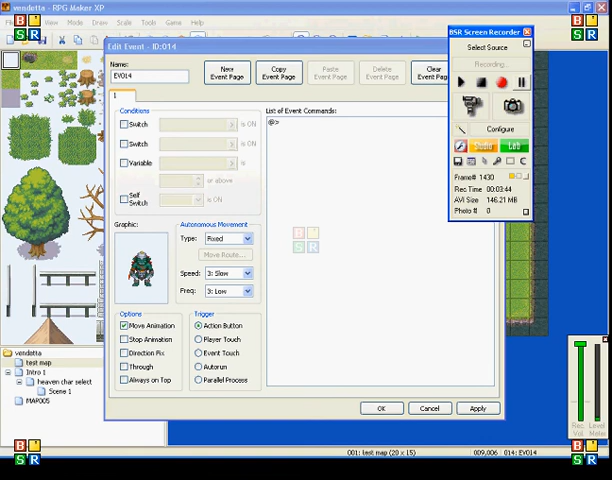 vendetta - RPG Maker XP
View Mode Draw Scale Tools Game Help
Edit Event - ID:014
Name:
EV014
New
Event Page
Copy
Event Page
Paste
Event Page
Delete
Event Page
Clear
Event Page
1
Conditions
Switch
is ON
Switch
is ON
Variable
is
or above
Self
Switch
is ON
Graphic:
Autonomous Movement
Type:
Fixed
Move Route...
Speed:
3: Slow
Freq:
3: Low
Options
Move Animation
Stop Animation
Direction Fix
Through
Always on Top
Trigger
Action Button
Player Touch
Event Touch
Autorun
Parallel Process
List of Event Commands:
@>
OK
Cancel
Apply
BSR Screen Recorder
Select Source
Recording...
Configure
Studio
Lab
Frame# 1430
Rec Time 00:03:44
AVI Size 146.21 MB
Photo # 0
vendetta
test map
Intro 1
heaven char select
Scene 1
MAP005
Rec.
Vol
Level
Meter
001: test map (20 x 15)
009,006
014: EV014
B
S R
B
S R
B
S R
B
S R
B
S R